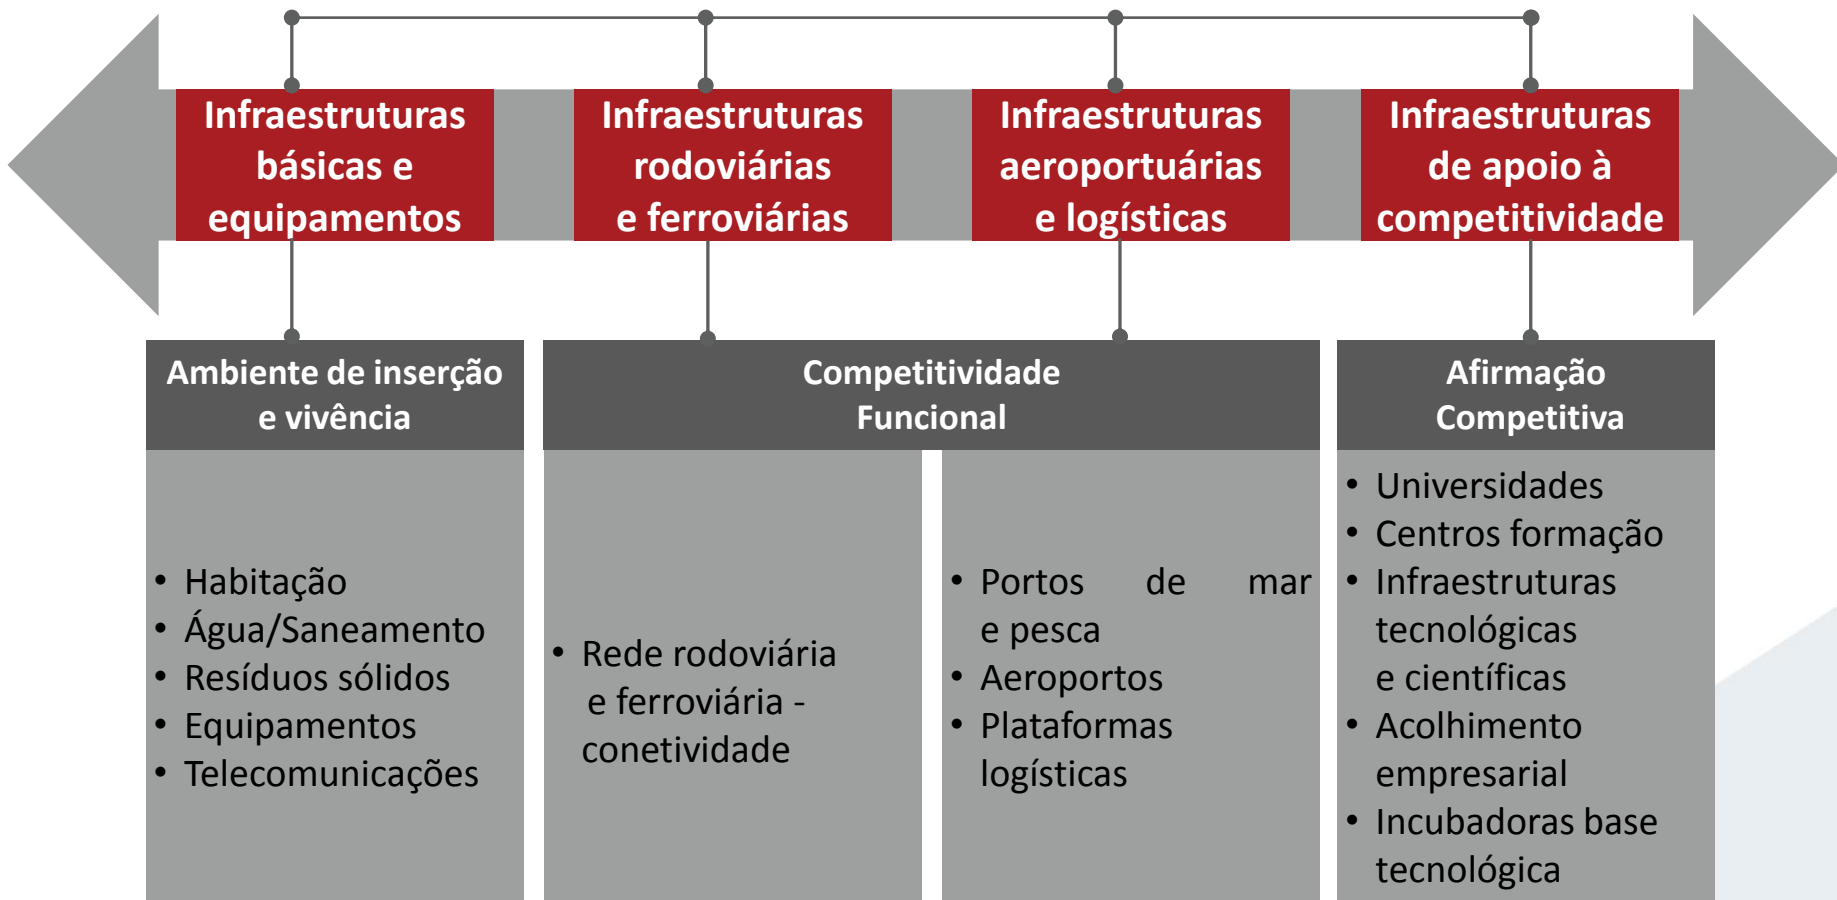 Infraestruturas
básicas e
equipamentos
Infraestruturas
rodoviárias
e ferroviárias
Infraestruturas
aeroportuárias
e logísticas
Infraestruturas
de apoio à
competitividade
Ambiente de inserção
e vivência
Competitividade
Funcional
Afirmação
Competitiva
• Habitação
• Água/Saneamento
• Resíduos sólidos
• Equipamentos
• Telecomunicações
• Rede rodoviária
e ferroviária -
conetividade
• Portos de mar
e pesca
• Aeroportos
• Plataformas
logísticas
• Universidades
• Centros formação
• Infraestruturas
tecnológicas
e científicas
• Acolhimento
empresarial
• Incubadoras base
tecnológica